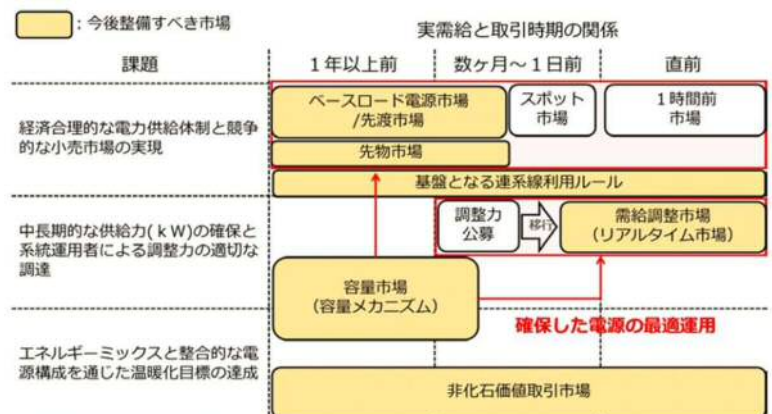 ：今後整備すべき市場
実需給と取引時期の関係
課題
１年以上前
数ヶ月～１日前
直前
経済合理的な電力供給体制と競争
的な小売市場の実現
ベースロード電源市場
/先渡市場
スポット
市場
１時間前
市場
先物市場
基盤となる連系線利用ルール
中長期的な供給力(ｋW)の確保と
系統運用者による調整力の適切な
調達
調整力
公募
移行
需給調整市場
(リアルタイム市場)
容量市場
(容量メカニズム)
確保した電源の最適運用
エネルギーミックスと整合的な電
源構成を通じた温暖化目標の達成
非化石価値取引市場